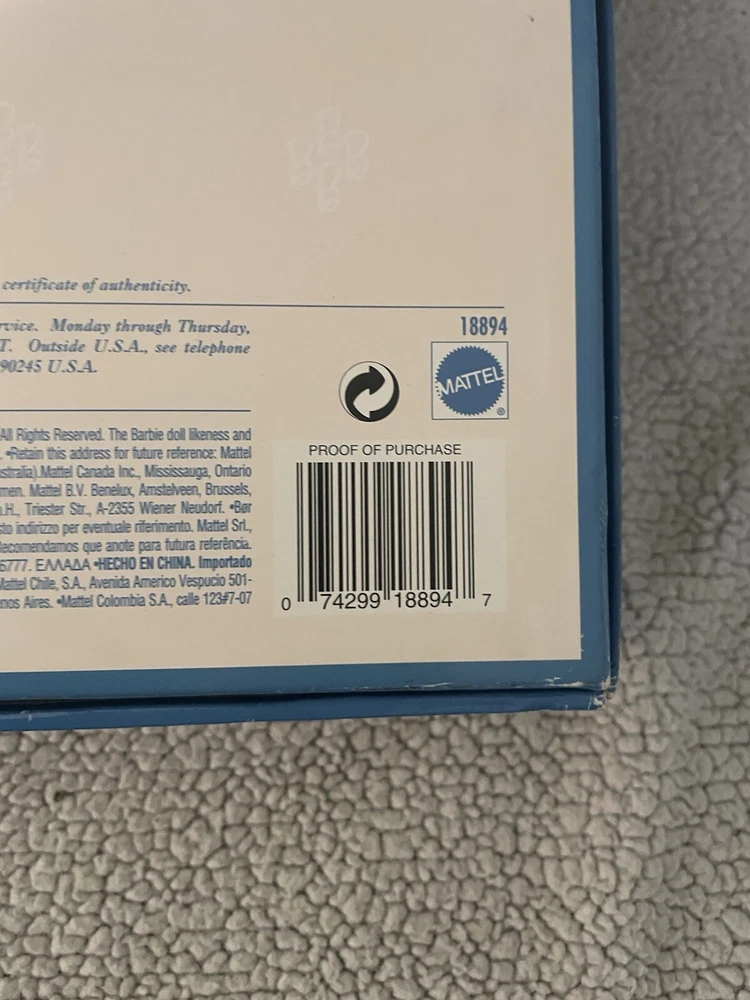 certificate of authenticity.
rvice. Monday through Thursday,
T. Outside U.S.A., see telephone
90245 U.S.A.
18894
MATTEL
®
All Rights Reserved. The Barbie doll likeness and
. •Retain this address for future reference: Mattel
ustralia).Mattel Canada Inc., Mississauga, Ontario
men. Mattel B.V. Benelux, Amstelveen, Brussels,
.H., Triester Str., A-2355 Wiener Neudorf. •Bør
sto indirizzo per eventuale riferimento. Mattel Srl.,
Recomendamos que anote para futura referência.
6777. ΕΛΛΑΔΑ •HECHO EN CHINA. Importado
Mattel Chile, S.A., Avenida Americo Vespucio 501-
nos Aires. •Mattel Colombia S.A., calle 123#7-07
PROOF OF PURCHASE
0 74299 18894 7
B B B B